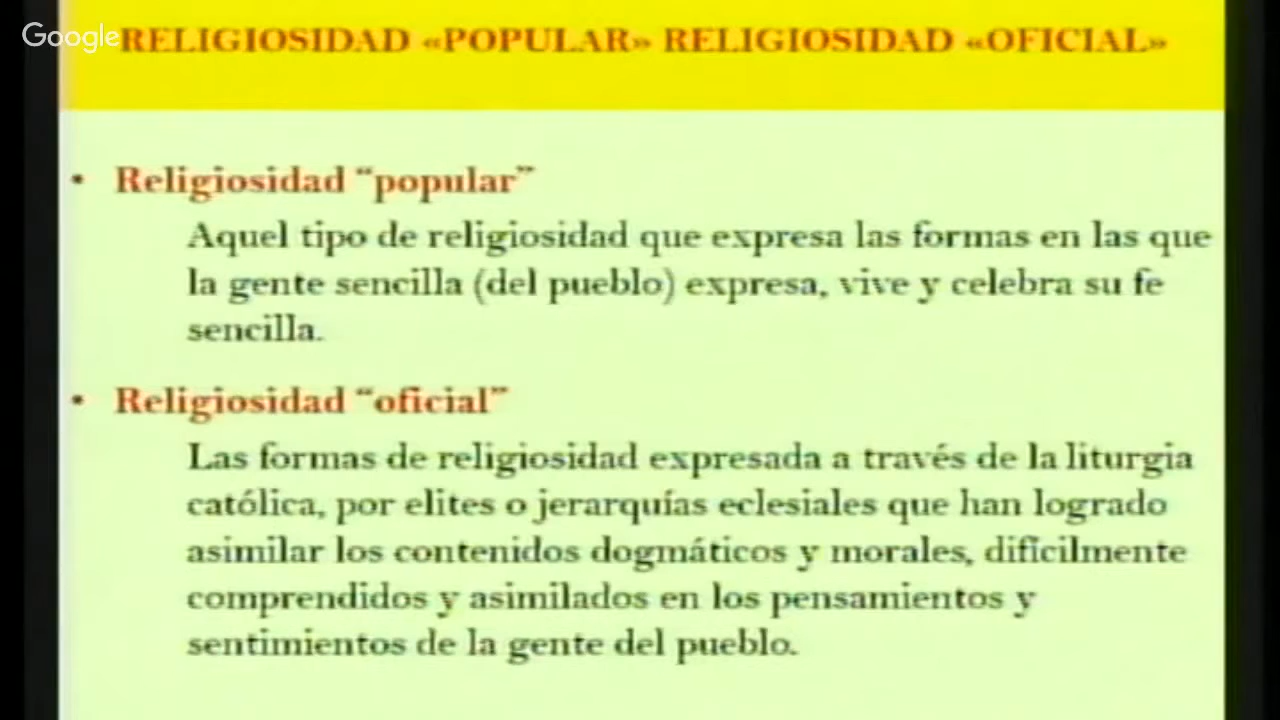 Google
RELIGIOSIDAD «POPULAR» RELIGIOSIDAD «OFICIAL»
• Religiosidad “popular”
Aquel tipo de religiosidad que expresa las formas en las que
la gente sencilla (del pueblo) expresa, vive y celebra su fe
sencilla.
• Religiosidad “oficial”
Las formas de religiosidad expresada a través de la liturgia
católica, por elites o jerarquías eclesiales que han logrado
asimilar los contenidos dogmáticos y morales, difícilmente
comprendidos y asimilados en los pensamientos y
sentimientos de la gente del pueblo.